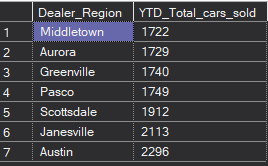 Dealer_Region YTD_Total_cars_sold
1 Middletown 1722
2 Aurora 1729
3 Greenville 1740
4 Pasco 1749
5 Scottsdale 1912
6 Janesville 2113
7 Austin 2296